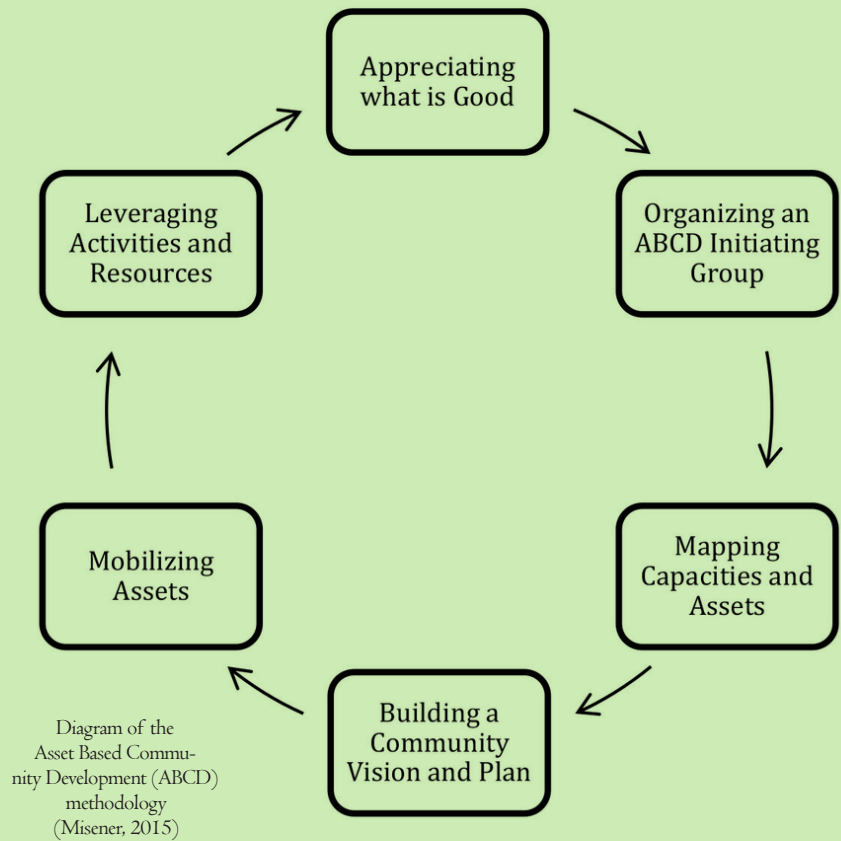 Appreciating
what is Good
Organizing an
ABCD Initiating
Group
Mapping
Capacities and
Assets
Building a
Community
Vision and Plan
Mobilizing
Assets
Leveraging
Activities and
Resources
Diagram of the
Asset Based Commu-
nity Development (ABCD)
methodology
(Misener, 2015)